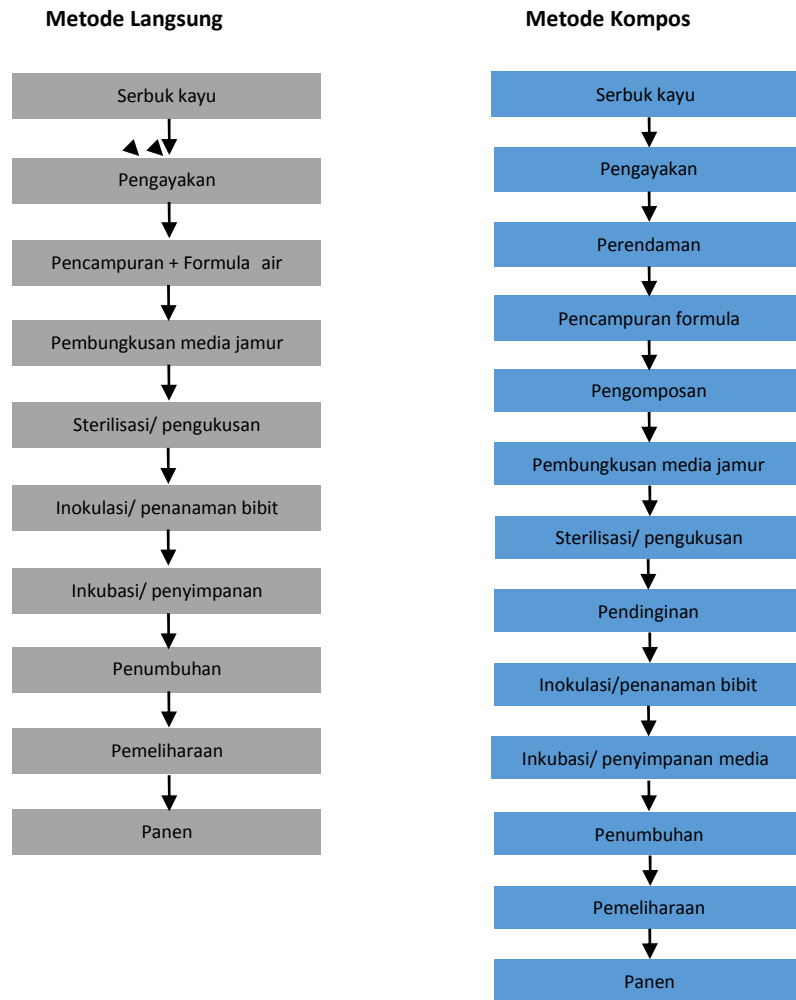 Metode Langsung
Serbuk kayu
Pengayakan
Pencampuran + Formula  air
Pembungkusan media jamur
Sterilisasi/ pengukusan
Inokulasi/ penanaman bibit
Inkubasi/ penyimpanan
Penumbuhan
Pemeliharaan
Panen
Metode Kompos
Serbuk kayu
Pengayakan
Perendaman
Pencampuran formula
Pengomposan
Pembungkusan media jamur
Sterilisasi/ pengukusan
Pendinginan
Inokulasi/penanaman bibit
Inkubasi/ penyimpanan media
Penumbuhan
Pemeliharaan
Panen